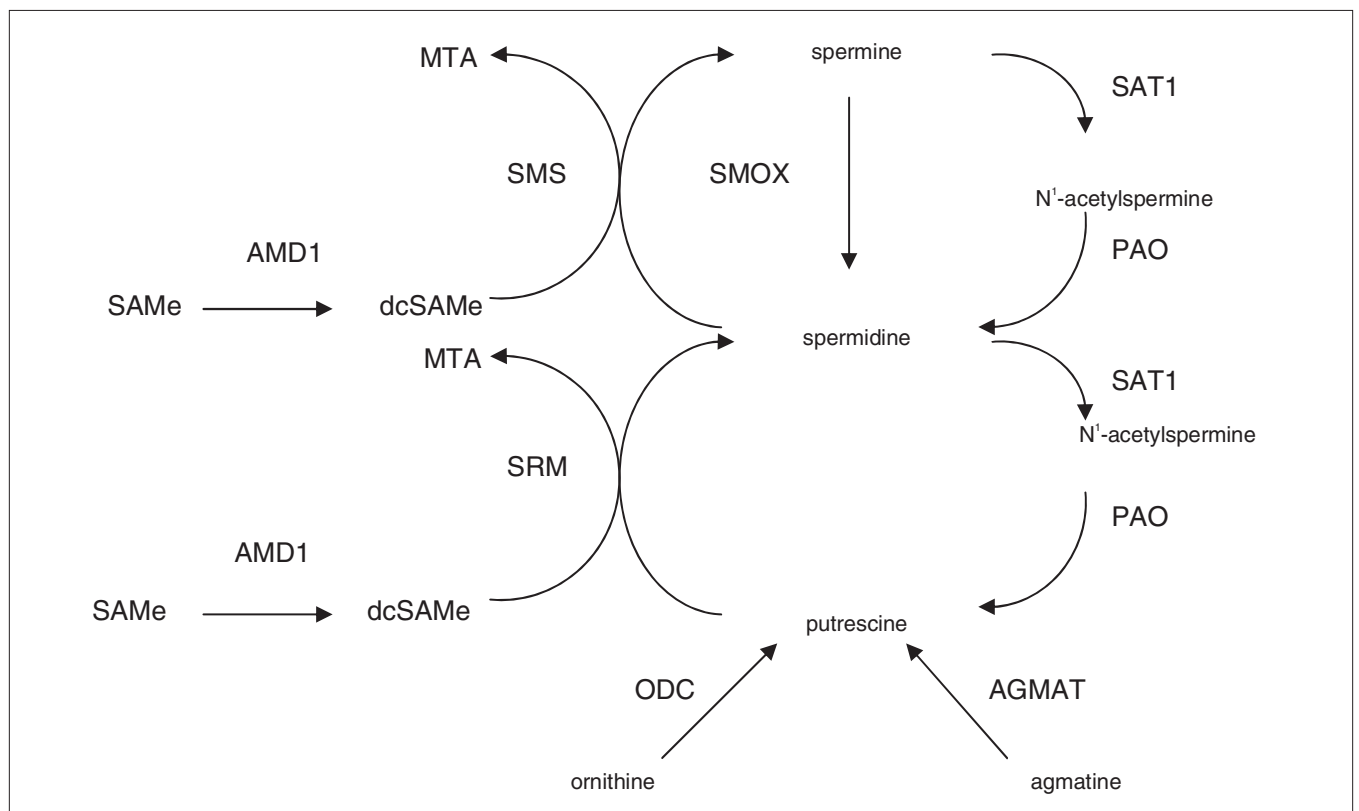 MTA
spermine
SAT1
SMS
SMOX
N¹-acetylspermine
PAO
AMD1
SAMe
dcSAMe
spermidine
MTA
SAT1
N¹-acetylspermine
SRM
PAO
AMD1
SAMe
dcSAMe
putrescine
ODC
AGMAT
ornithine
agmatine